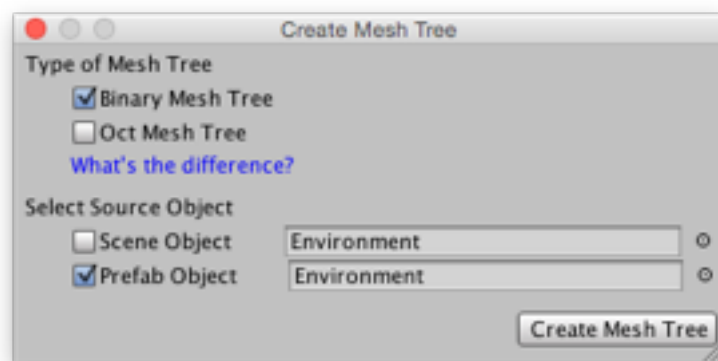 Create Mesh Tree
Type of Mesh Tree
Binary Mesh Tree
Oct Mesh Tree
What's the difference?
Select Source Object
Scene Object Environment
Prefab Object Environment
Create Mesh Tree